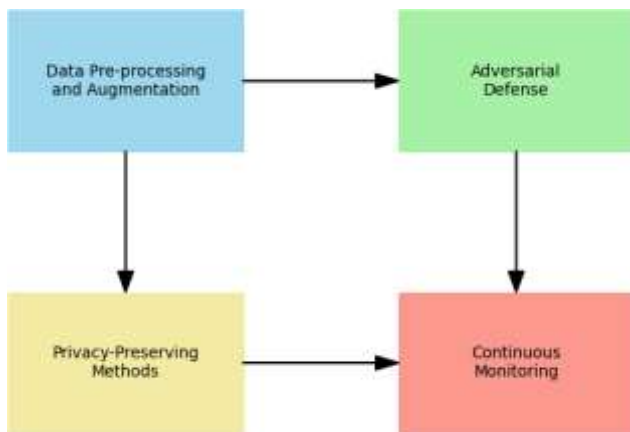 Data Pre-processing
and Augmentation
Adversarial
Defense
Privacy-Preserving
Methods
Continuous
Monitoring